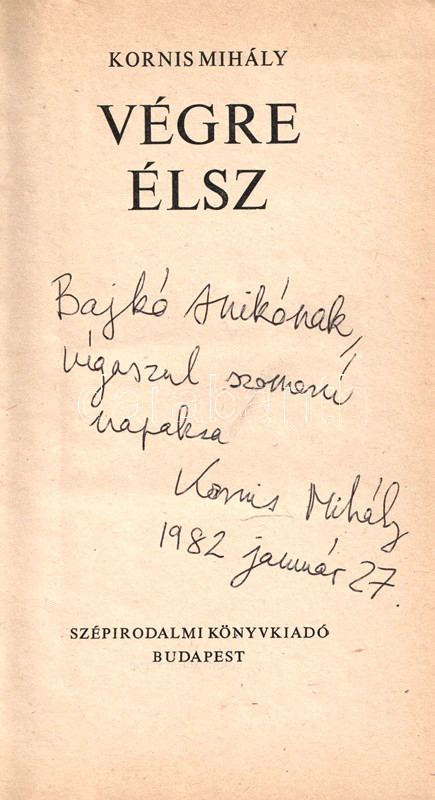 KORNIS MIHÁLY
VÉGRE
ÉLSZ
Bajkó Anikónak,
vígaszul szomorú
napokra
Kornis Mihály
1982 január 27.
SZÉPIRODALMI KÖNYVKIADÓ
BUDAPEST